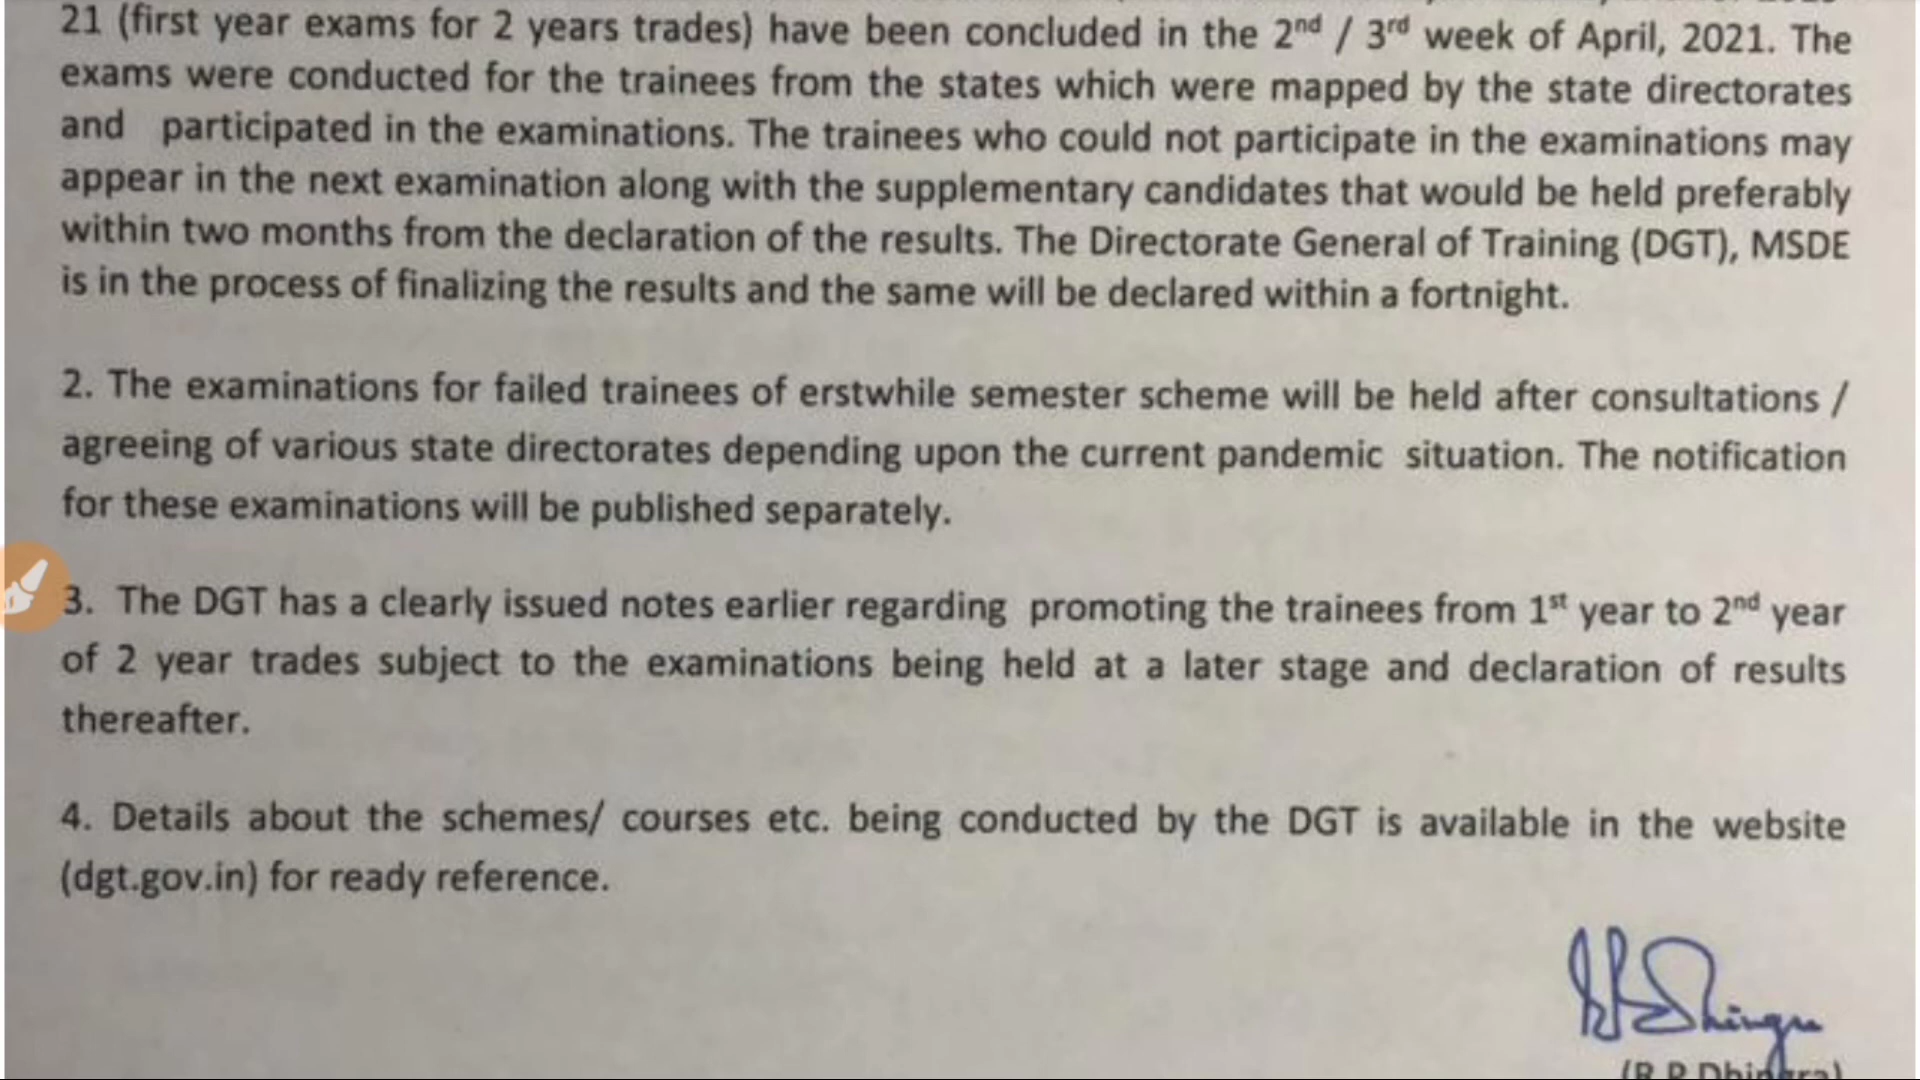 21 (first year exams for 2 years trades) have been concluded in the 2nd / 3rd week of April, 2021. The
exams were conducted for the trainees from the states which were mapped by the state directorates
and participated in the examinations. The trainees who could not participate in the examinations may
appear in the next examination along with the supplementary candidates that would be held preferably
within two months from the declaration of the results. The Directorate General of Training (DGT), MSDE
is in the process of finalizing the results and the same will be declared within a fortnight.
2. The examinations for failed trainees of erstwhile semester scheme will be held after consultations /
agreeing of various state directorates depending upon the current pandemic situation. The notification
for these examinations will be published separately.
3. The DGT has a clearly issued notes earlier regarding promoting the trainees from 1st year to 2nd year
of 2 year trades subject to the examinations being held at a later stage and declaration of results
thereafter.
4. Details about the schemes/ courses etc. being conducted by the DGT is available in the website
(dgt.gov.in) for ready reference.
(R P Dhingra)